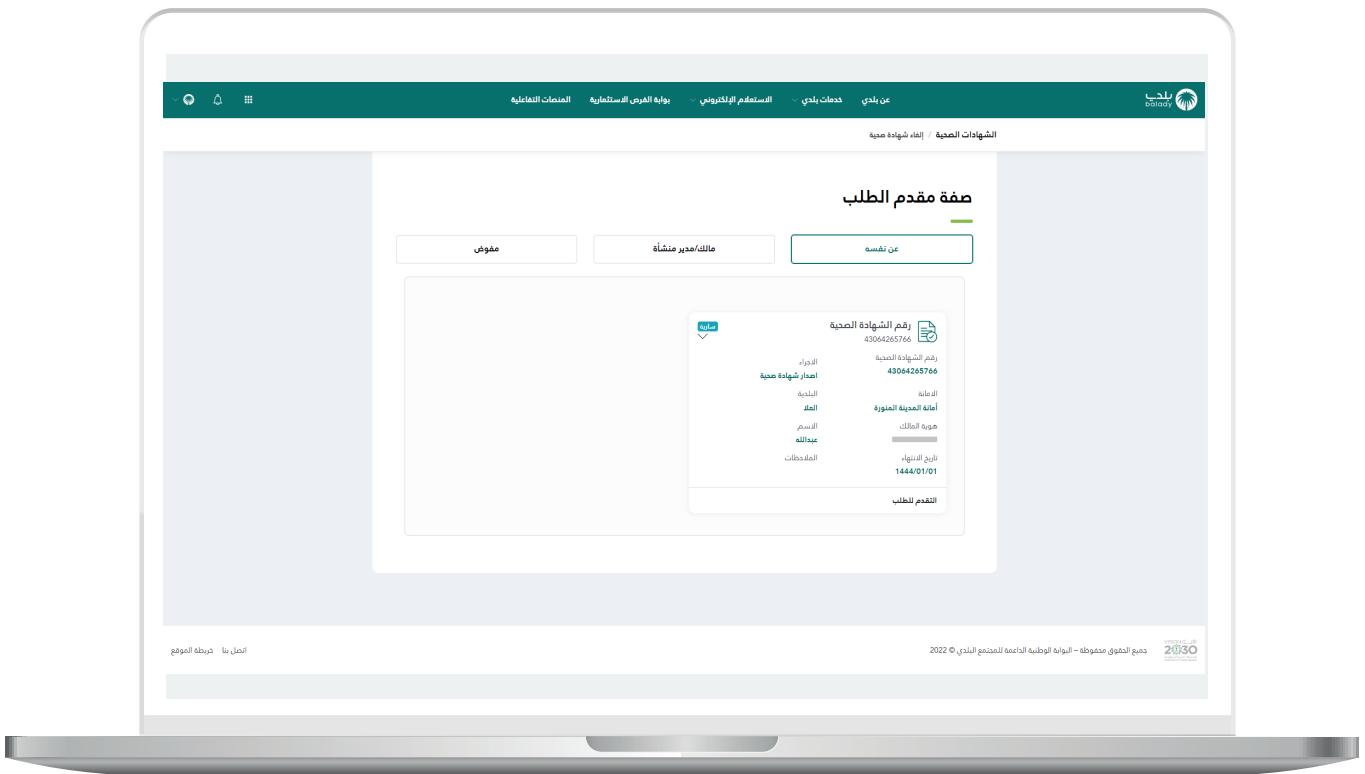 بلدي
balady
عن بلدي خدمات بلدي الاستعلام الإلكتروني بوابة الفرص الاستثمارية المنصات التفاعلية
الشهادات الصحية / إلغاء شهادة صحية
صفة مقدم الطلب
عن نفسه مالك/مدير منشأة مفوض
رقم الشهادة الصحية سارية
43064265766
رقم الشهادة الصحية الاجراء
43064265766 اصدار شهادة صحية
الامانة البلدية
أمانة المدينة المنورة العلا
هوية المالك الاسم
عبدالله
تاريخ الانتهاء الملاحظات
1444/01/01
التقدم للطلب
VISION رؤيـــة
2030
جميع الحقوق محفوظة – البوابة الوطنية الداعمة للمجتمع البلدي © 2022
اتصل بنا خريطة الموقع